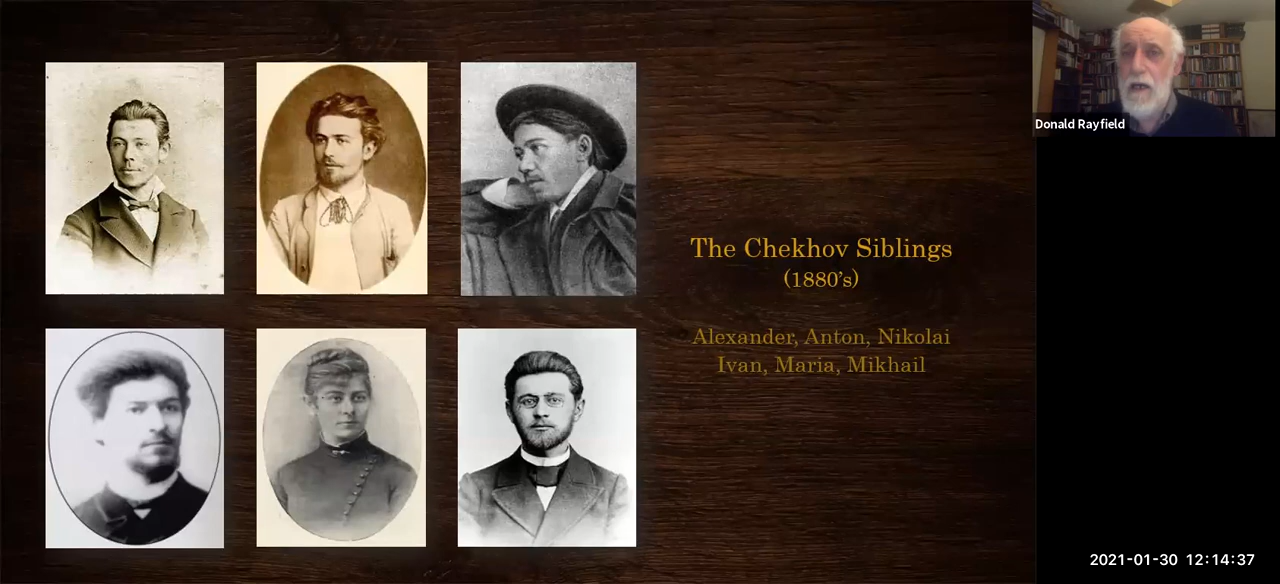 Donald Rayfield
The Chekhov Siblings
(1880's)
Alexander, Anton, Nikolai
Ivan, Maria, Mikhail
2021-01-30 12:14:37